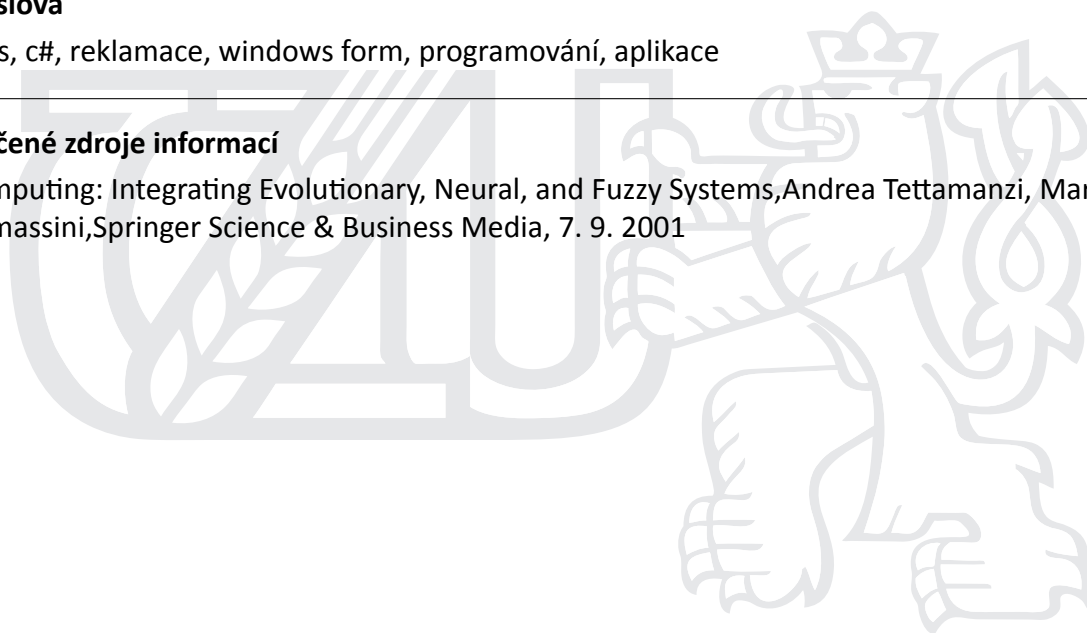 slova
s, c#, reklamace, windows form, programování, aplikace
čené zdroje informací
mputing: Integrating Evolutionary, Neural, and Fuzzy Systems,Andrea Tettamanzi, Mar
massini,Springer Science & Business Media, 7. 9. 2001